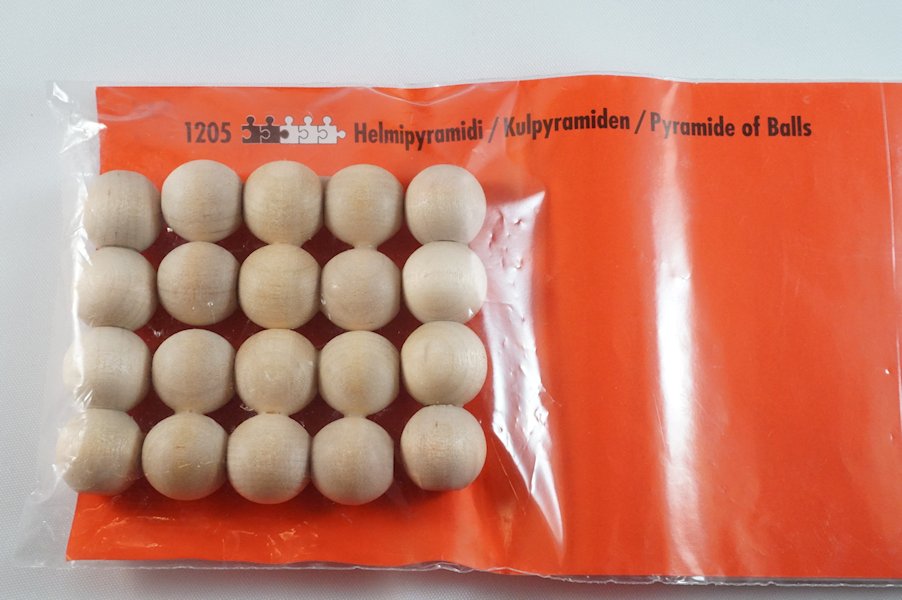 1205 Helmipyramidi / Kulpyramiden / Pyramide of Balls